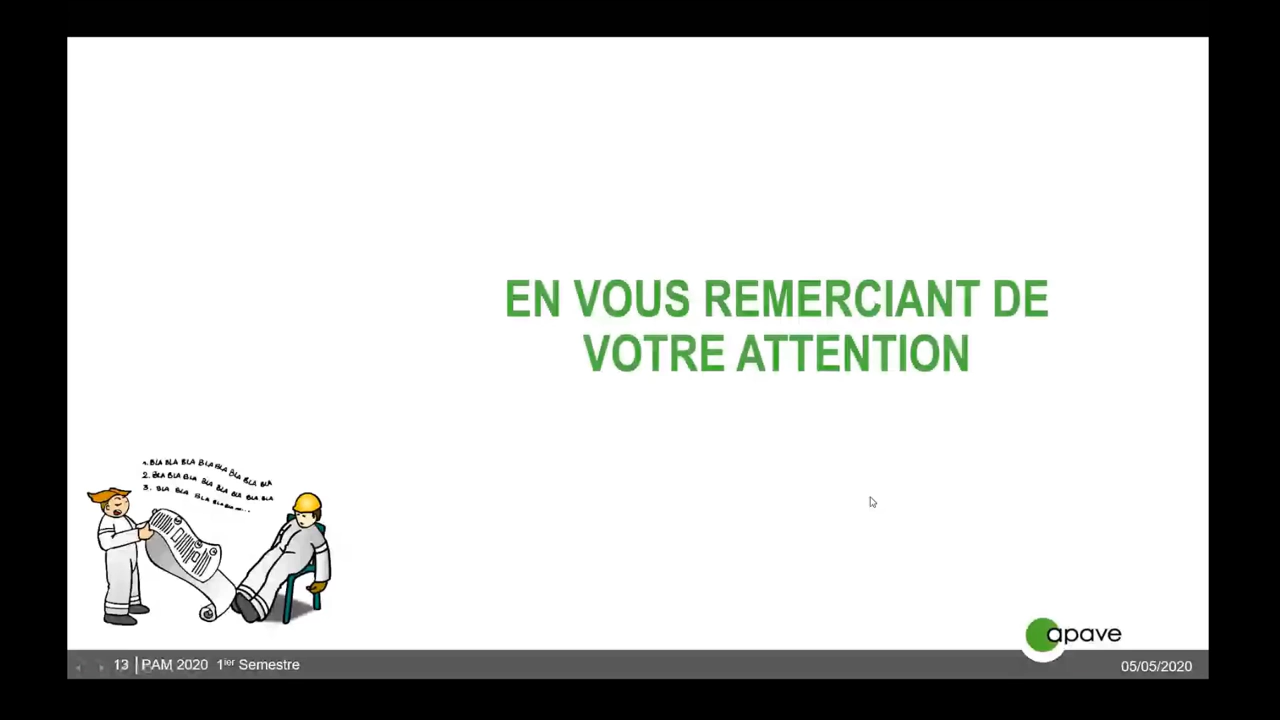 EN VOUS REMERCIANT DE
VOTRE ATTENTION
1. BLA BLA BLA BLA BLA BLA BLA BLA
2. BLA BLA BLA BLA BLA BLA BLA BLA
3. BLA BLA BLA BLA BLA...
apave
13 | PAM 2020 1ier Semestre
05/05/2020